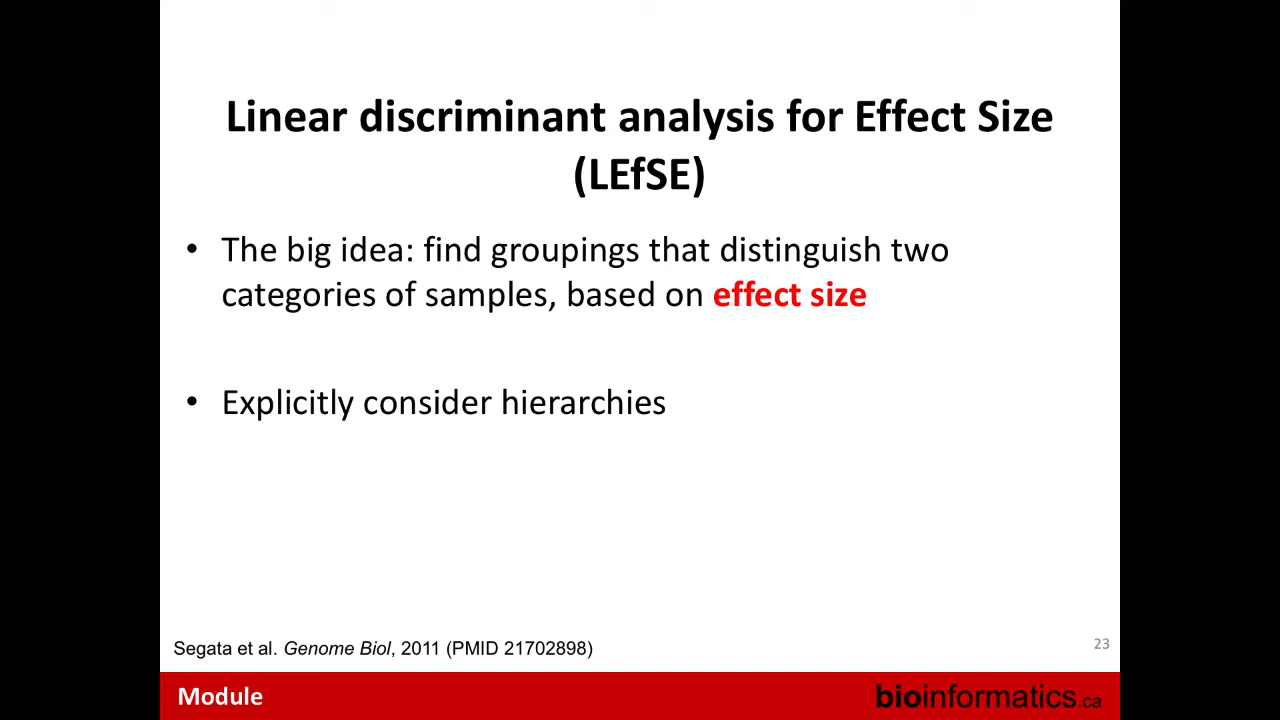 Linear discriminant analysis for Effect Size
(LEfSE)
• The big idea: find groupings that distinguish two
categories of samples, based on effect size
• Explicitly consider hierarchies
Segata et al. Genome Biol, 2011 (PMID 21702898)
23
Module
bioinformatics.ca